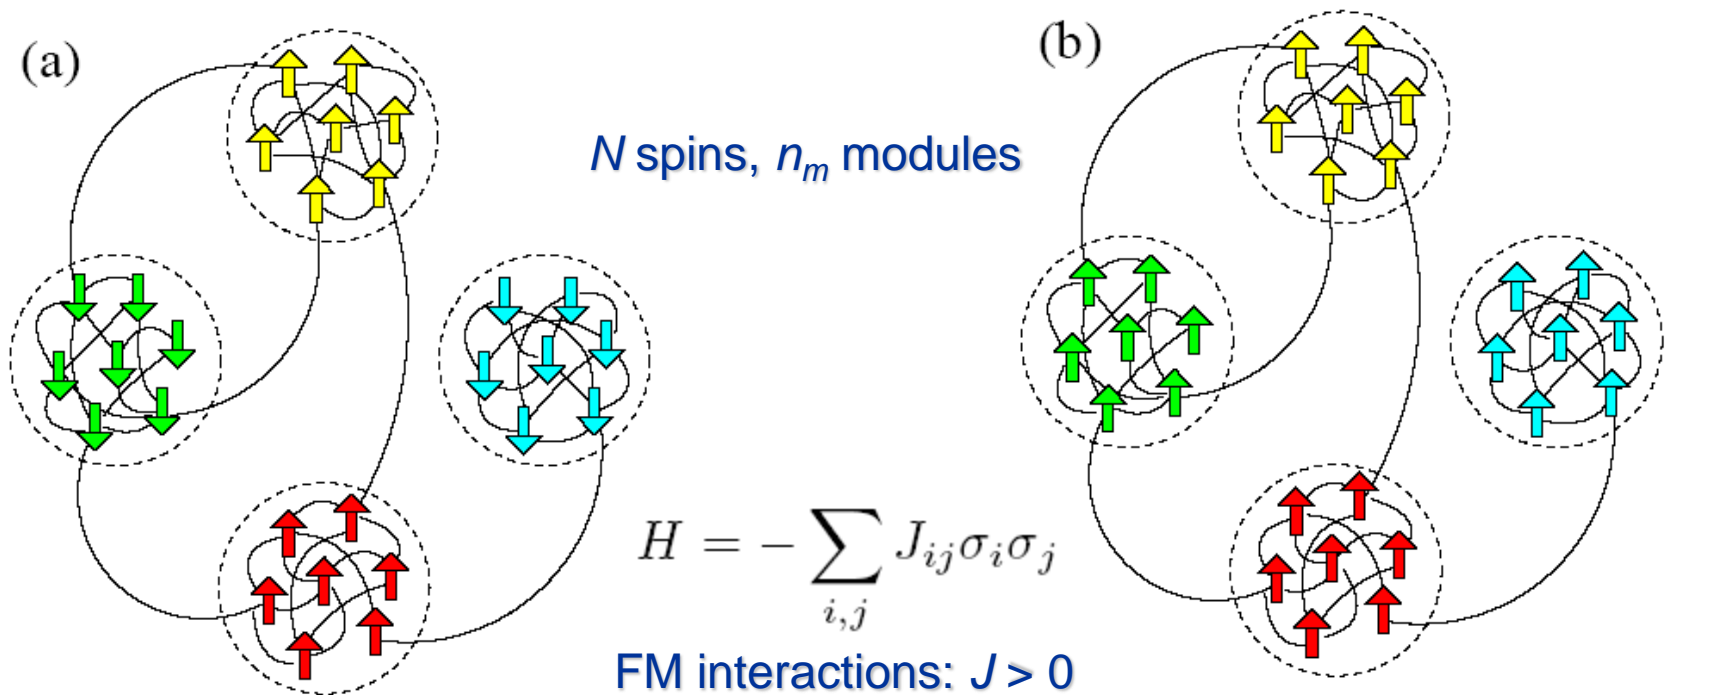 (a)
(b)
N spins, n_m modules
H = − ∑_{i,j} J_{ij}σ_iσ_j
FM interactions: J > 0